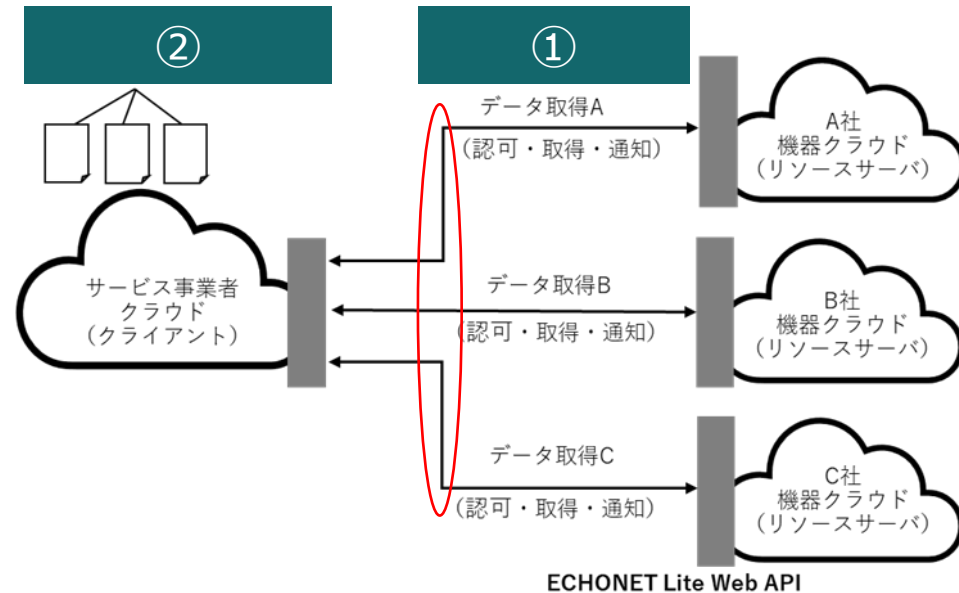 ②
①
データ取得A
(認可・取得・通知)
A社
機器クラウド
(リソースサーバ)
サービス事業者
クラウド
(クライアント)
データ取得B
(認可・取得・通知)
B社
機器クラウド
(リソースサーバ)
データ取得C
(認可・取得・通知)
C社
機器クラウド
(リソースサーバ)
ECHONET Lite Web API